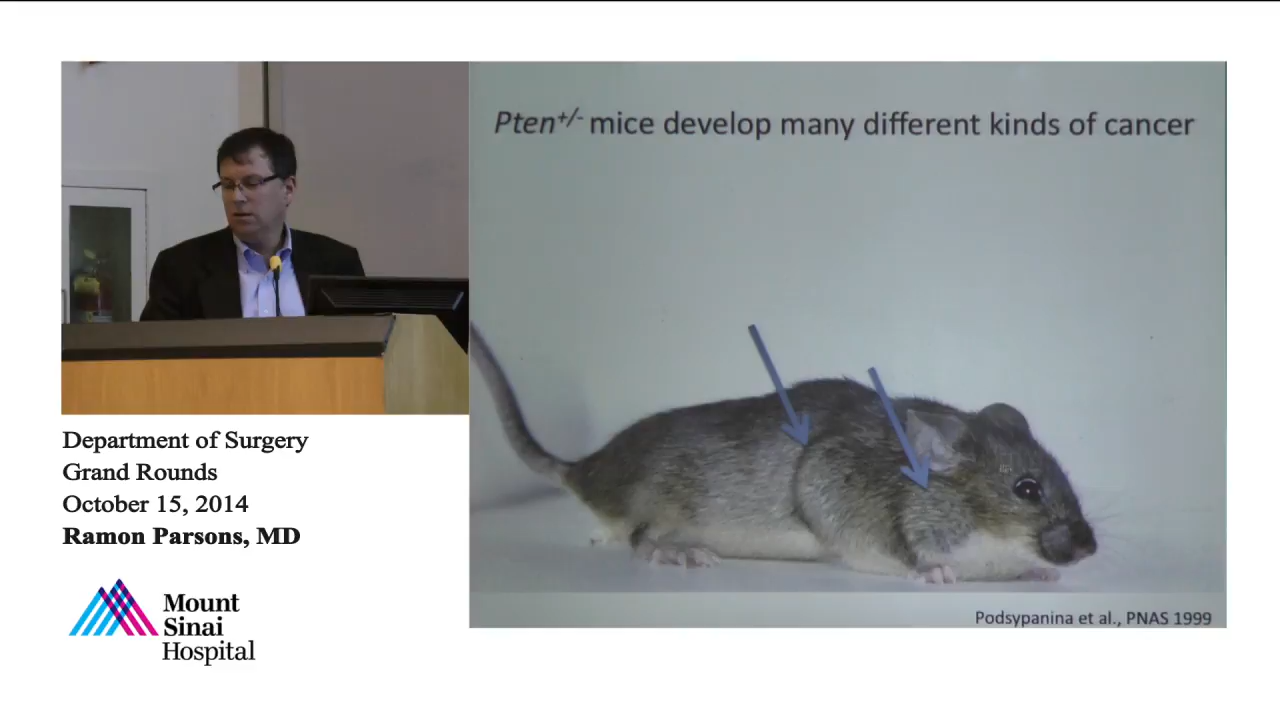 Pten+/- mice develop many different kinds of cancer
Department of Surgery
Grand Rounds
October 15, 2014
Ramon Parsons, MD
Mount
Sinai
Hospital
Podsypanina et al., PNAS 1999